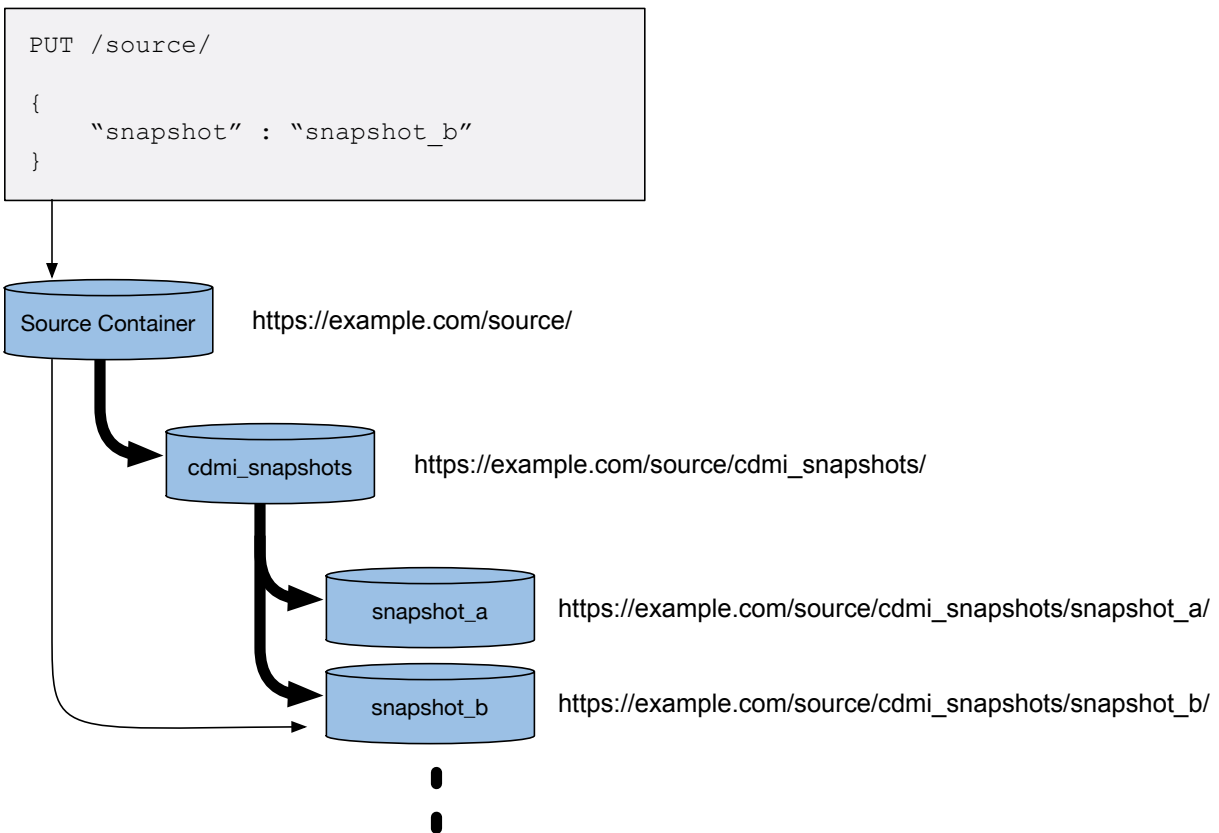 PUT /source/
{
“snapshot” : “snapshot_b”
}
Source Container
https://example.com/source/
cdmi_snapshots
https://example.com/source/cdmi_snapshots/
snapshot_a
https://example.com/source/cdmi_snapshots/snapshot_a/
snapshot_b
https://example.com/source/cdmi_snapshots/snapshot_b/